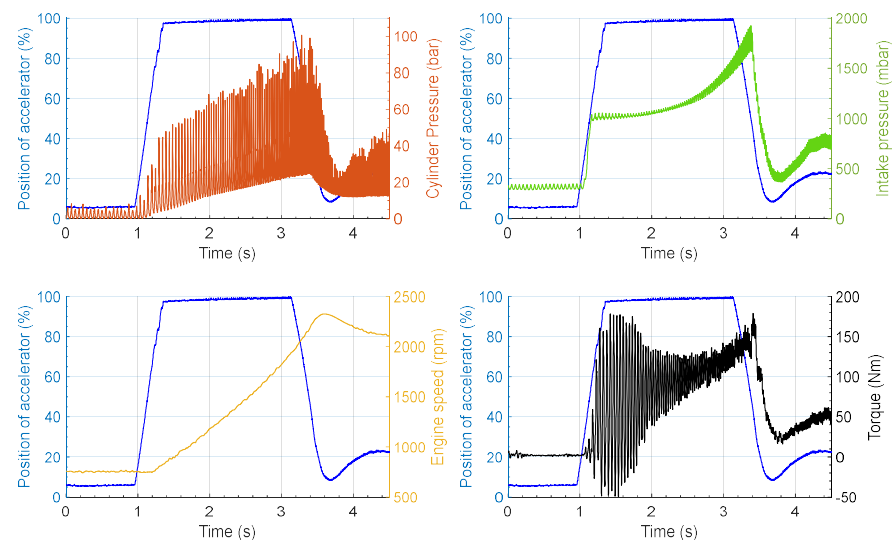 100
80
60
40
20
0
Position of accelerator (%)
0 1 2 3 4
Time (s)
100
80
60
40
20
0
Cylinder Pressure (bar)
100
80
60
40
20
0
Position of accelerator (%)
0 1 2 3 4
Time (s)
2000
1500
1000
500
0
Intake pressure (mbar)
100
80
60
40
20
0
Position of accelerator (%)
0 1 2 3 4
Time (s)
2500
2000
1500
1000
500
Engine speed (rpm)
100
80
60
40
20
0
Position of accelerator (%)
0 1 2 3 4
Time (s)
200
150
100
50
0
-50
Torque (Nm)